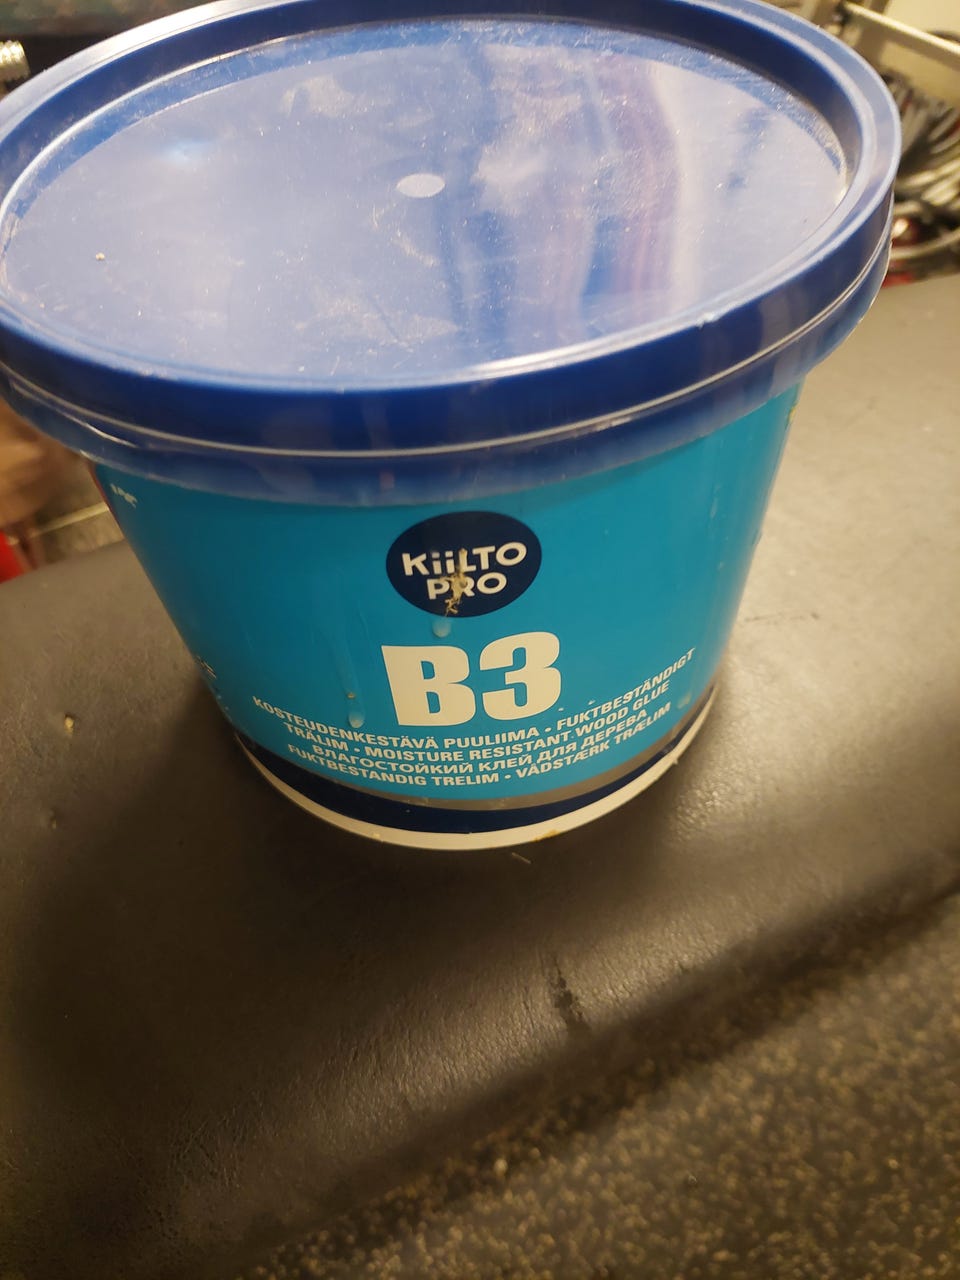 KiiLTO
PRO
B3
KOSTEUDENKESTÄVÄ PUULIIMA • FUKTBESTÄNDIGT
TRÄLIM • MOISTURE RESISTANT WOOD GLUE
ВЛАГОСТОЙКИЙ КЛЕЙ ДЛЯ ДЕРЕВА
FUKTBESTANDIG TRELIM • VÅDSTÆRK TRÆLIM